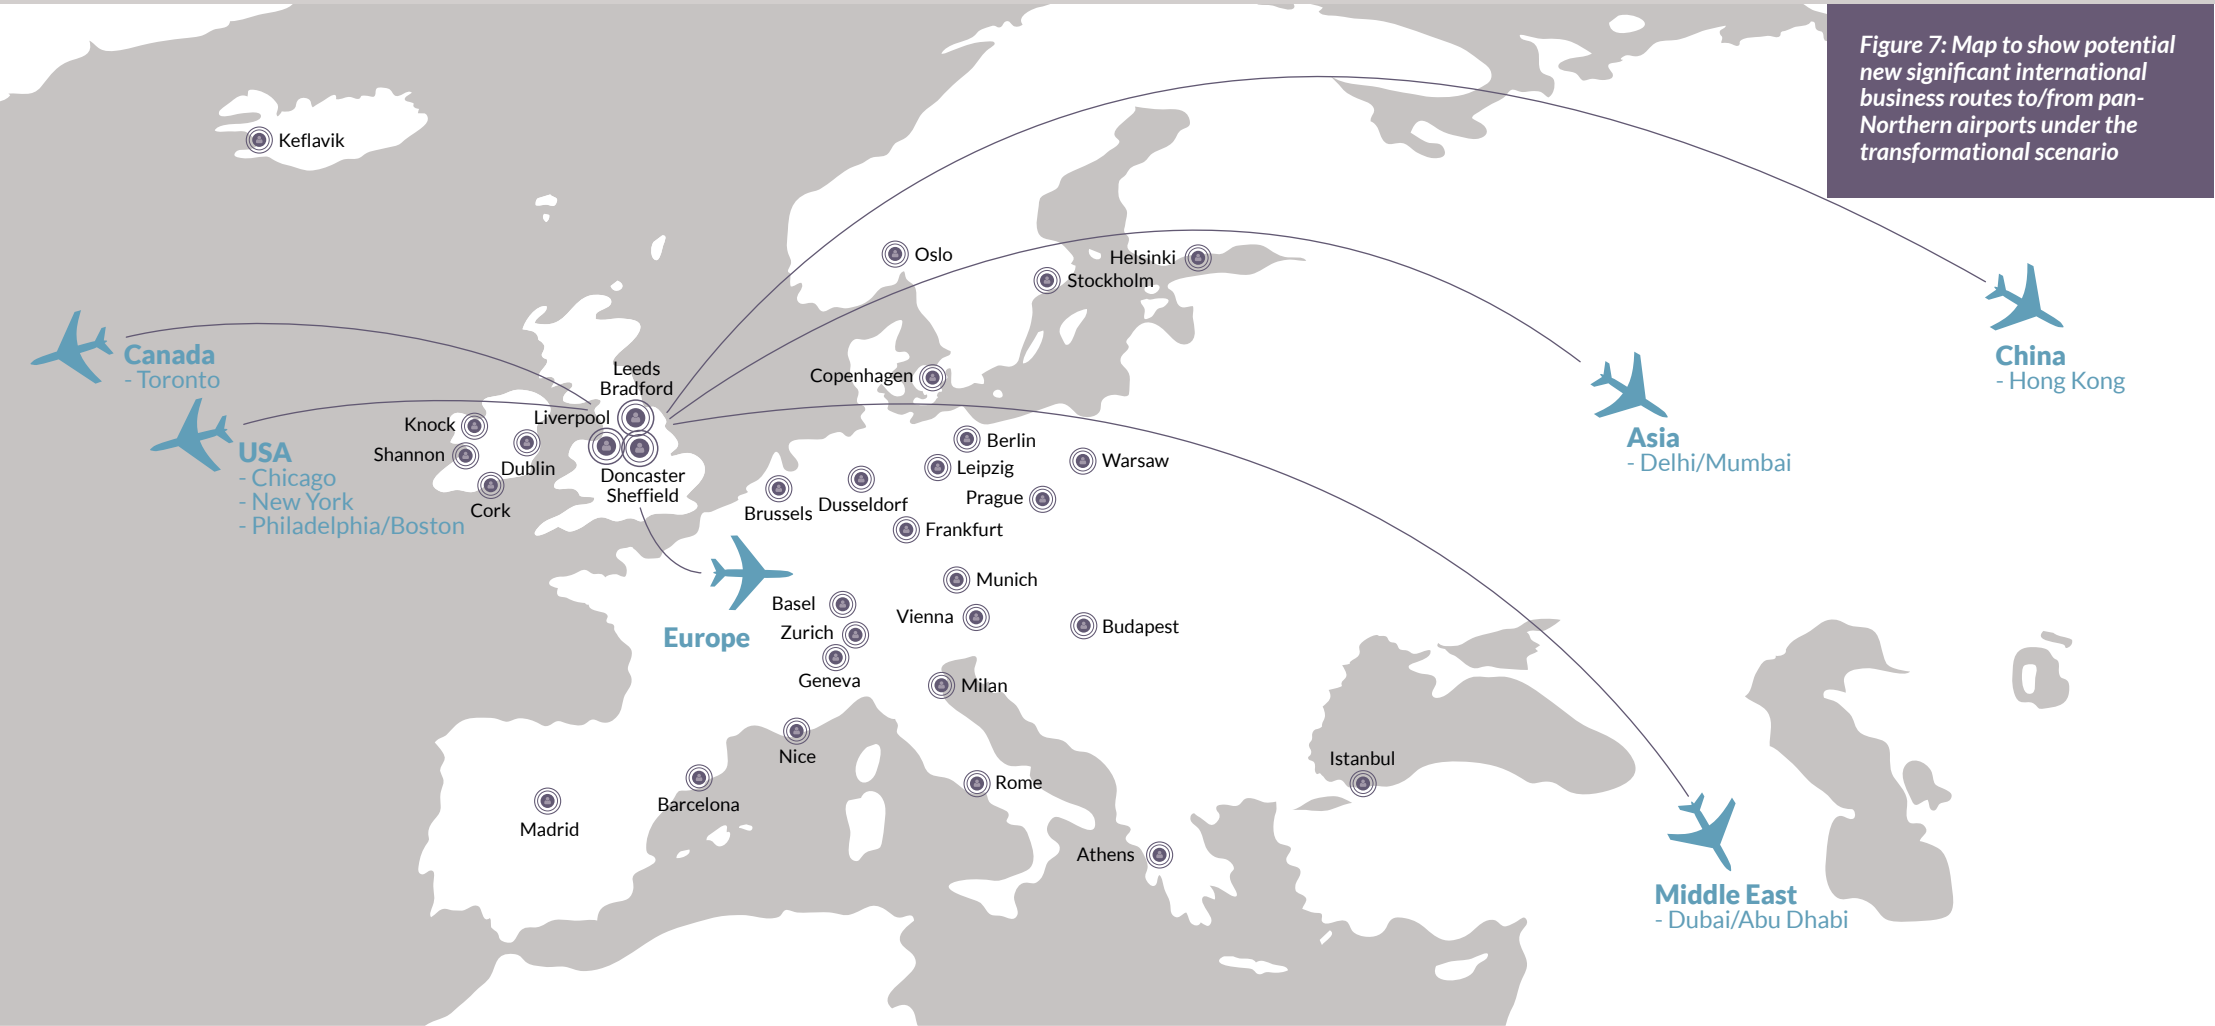 Figure 7: Map to show potential
new significant international
business routes to/from pan-
Northern airports under the
transformational scenario
Keflavik
Oslo
Helsinki
Stockholm
Canada
- Toronto
China
- Hong Kong
Leeds
Bradford
Copenhagen
Liverpool
Knock
Shannon
Dublin
Cork
USA
- Chicago
- New York
- Philadelphia/Boston
Doncaster
Sheffield
Berlin
Leipzig
Warsaw
Asia
- Delhi/Mumbai
Prague
Brussels
Dusseldorf
Frankfurt
Munich
Basel
Vienna
Zurich
Budapest
Europe
Geneva
Milan
Nice
Istanbul
Rome
Barcelona
Madrid
Athens
Middle East
- Dubai/Abu Dhabi